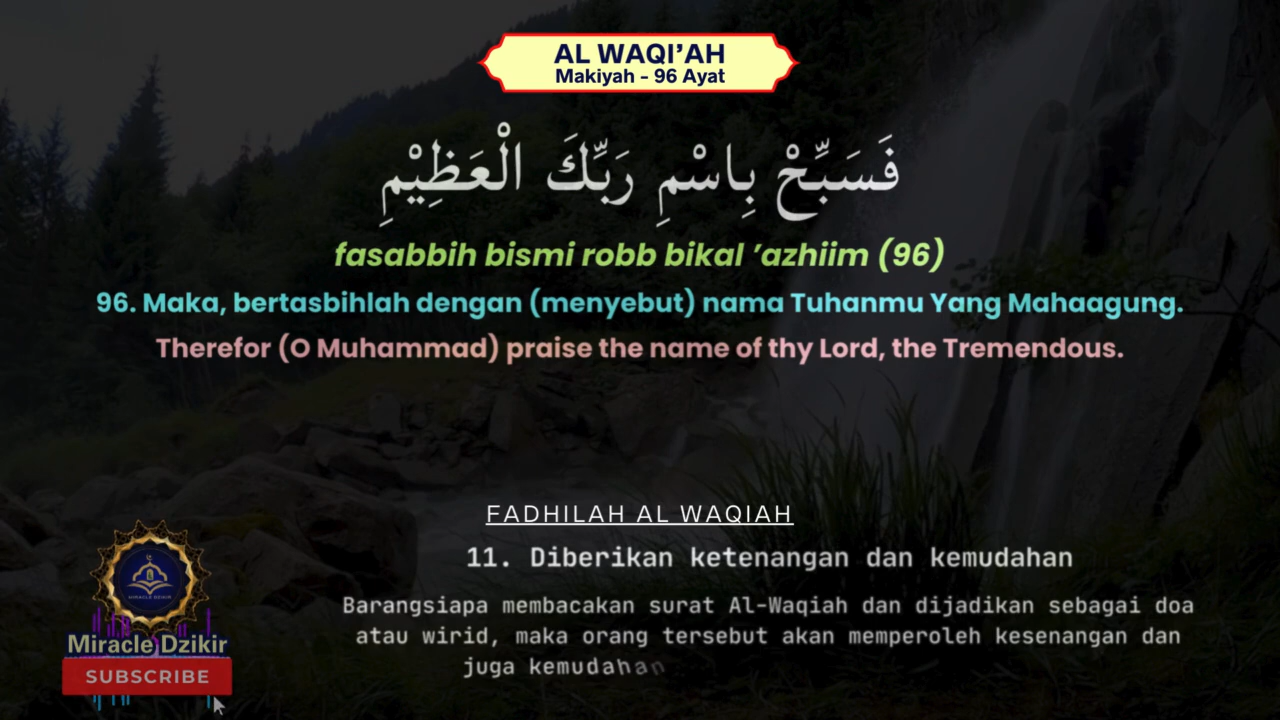 AL WAQI’AH
Makiyah - 96 Ayat
فَسَبِّحْ بِاسْمِ رَبِّكَ الْعَظِيْمِ
fasabbih bismi robb bikal ’azhiim (96)
96. Maka, bertasbihlah dengan (menyebut) nama Tuhanmu Yang Mahaagung.
Therefor (O Muhammad) praise the name of thy Lord, the Tremendous.
FADHILAH AL WAQIAH
11. Diberikan ketenangan dan kemudahan
Barangsiapa membacakan surat Al-Waqiah dan dijadikan sebagai doa
atau wirid, maka orang tersebut akan memperoleh kesenangan dan
juga kemudahan
MIRACLE DZIKIR
Miracle Dzikir
SUBSCRIBE